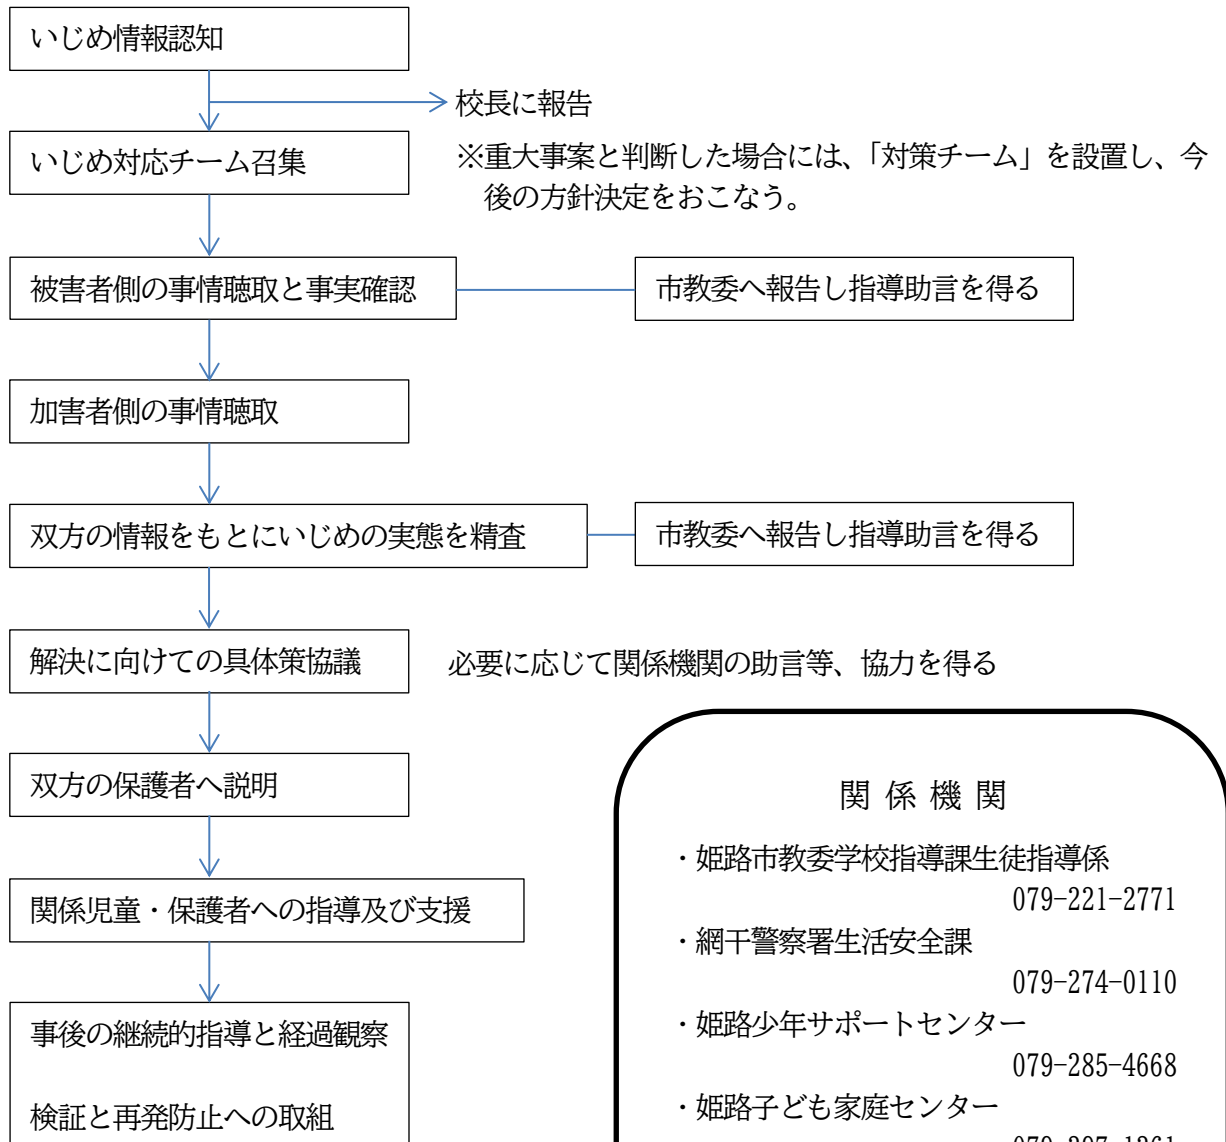 いじめ情報認知
校長に報告
いじめ対応チーム召集
※重大事案と判断した場合には、「対策チーム」を設置し、今
後の方針決定をおこなう。
被害者側の事情聴取と事実確認
市教委へ報告し指導助言を得る
加害者側の事情聴取
双方の情報をもとにいじめの実態を精査
市教委へ報告し指導助言を得る
解決に向けての具体策協議
必要に応じて関係機関の助言等、協力を得る
双方の保護者へ説明
関係児童・保護者への指導及び支援
事後の継続的指導と経過観察
検証と再発防止への取組
関 係 機 関
・姫路市教委学校指導課生徒指導係
079-221-2771
・網干警察署生活安全課
079-274-0110
・姫路少年サポートセンター
079-285-4668
・姫路子ども家庭センター